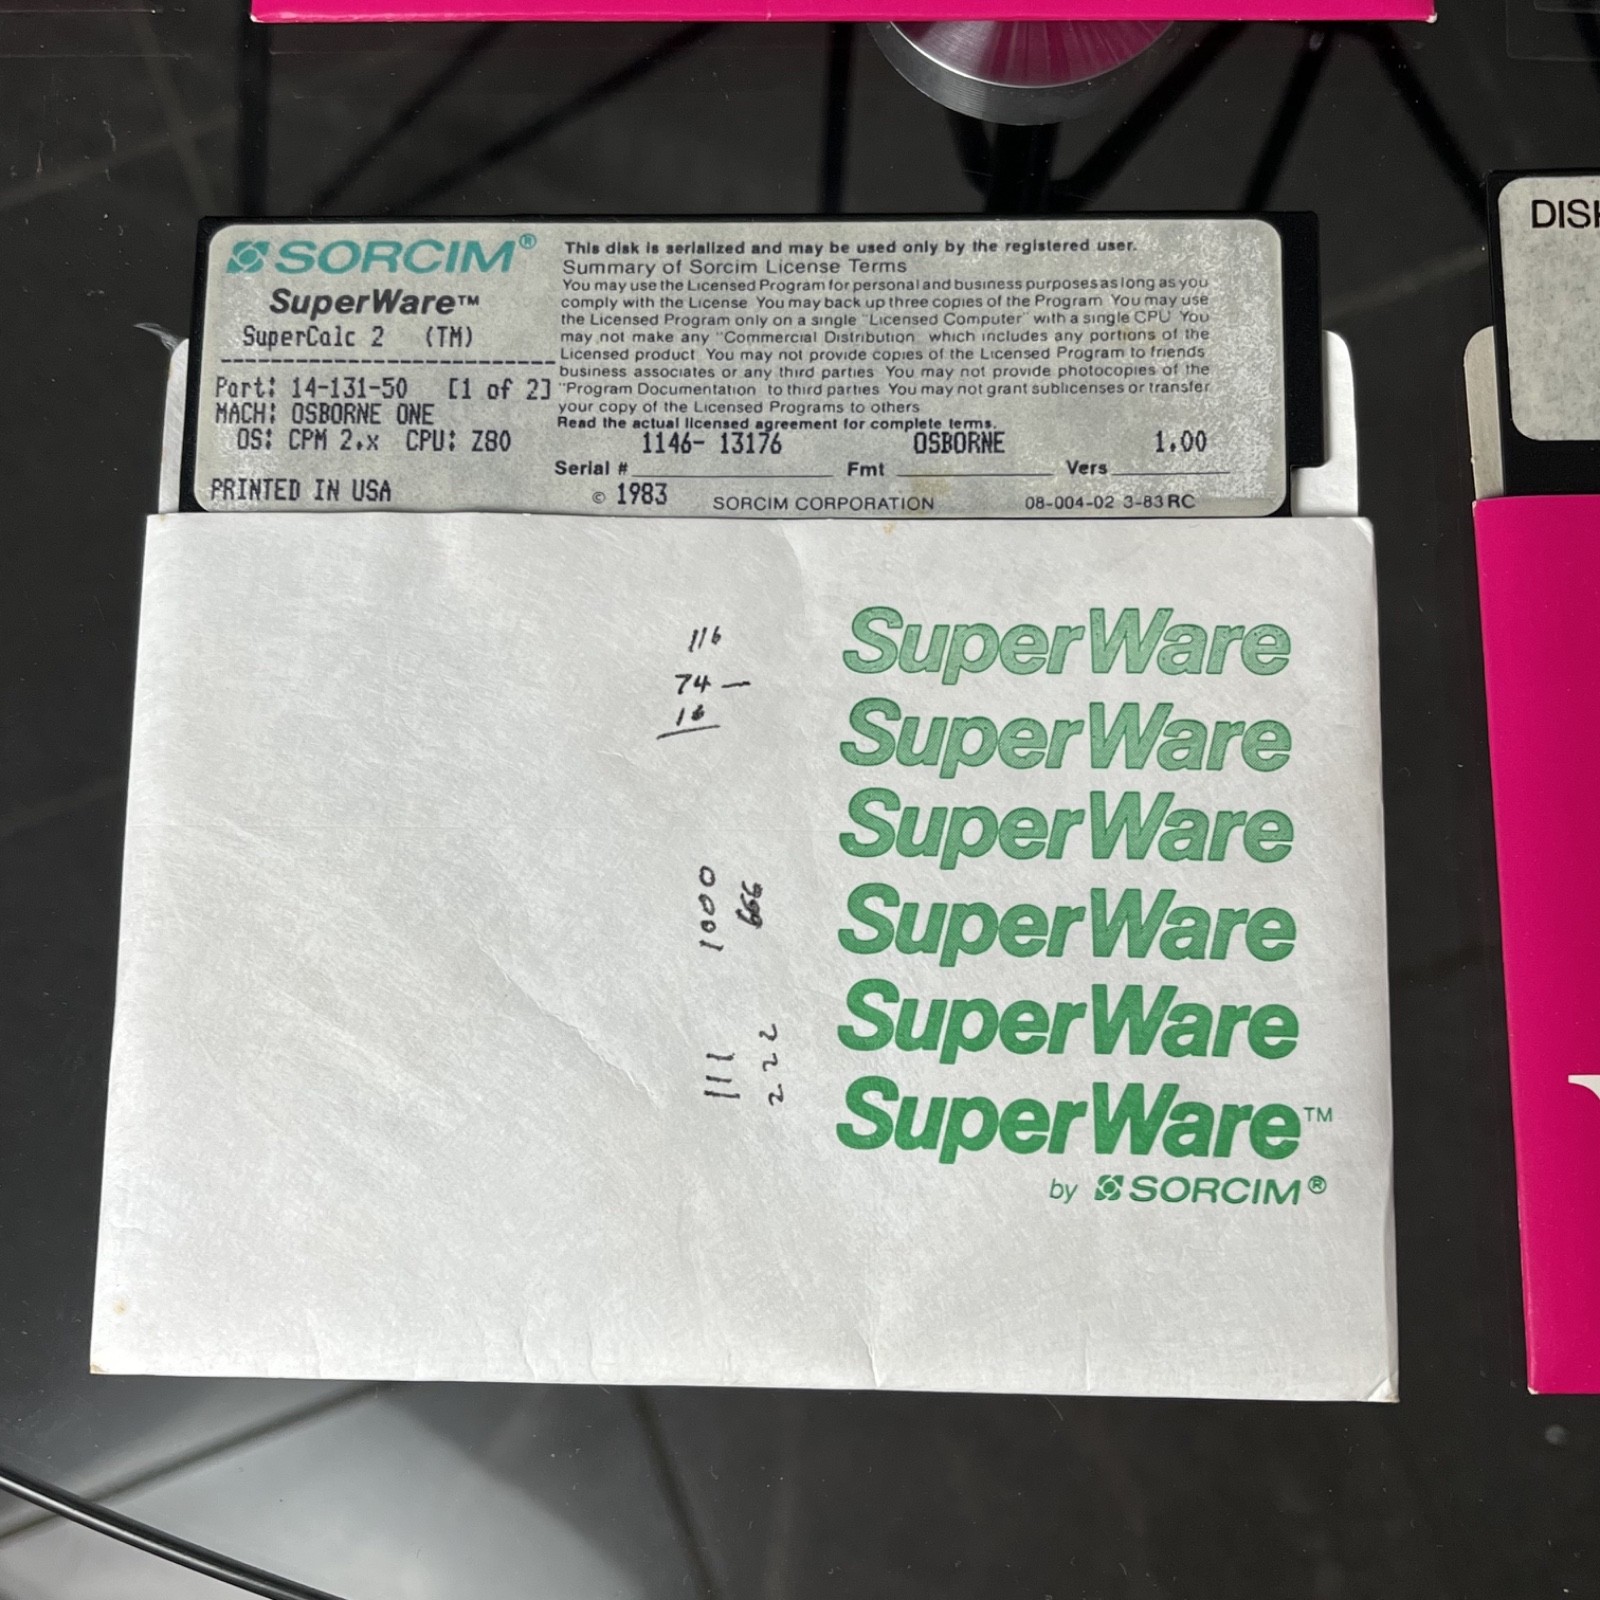 SORCIM®
SuperWare™
SuperCalc 2 (TM)
Part: 14-131-50 [1 of 2]
MACH: OSBORNE ONE
OS: CPM 2.x CPU: Z80
PRINTED IN USA
This disk is serialized and may be used only by the registered user.
Summary of Sorcim License Terms
You may use the Licensed Program for personal and business purposes as long as you
comply with the License. You may back up three copies of the Program. You may use
the Licensed Program only on a single "Licensed Computer" with a single CPU. You
may not make any "Commercial Distribution" which includes any portions of the
Licensed product. You may not provide copies of the Licensed Program to friends
business associates or any third parties. You may not provide photocopies of the
"Program Documentation" to third parties. You may not grant sublicenses or transfer
your copy of the Licensed Programs to others
Read the actual licensed agreement for complete terms.
1146- 13176 OSBORNE 1.00
Serial # Fmt Vers
© 1983 SORCIM CORPORATION 08-004-02 3-83 RC
DISK
116
74 —
16
1000
666
111
222
SuperWare
SuperWare
SuperWare
SuperWare
SuperWare
SuperWare™
by SORCIM®